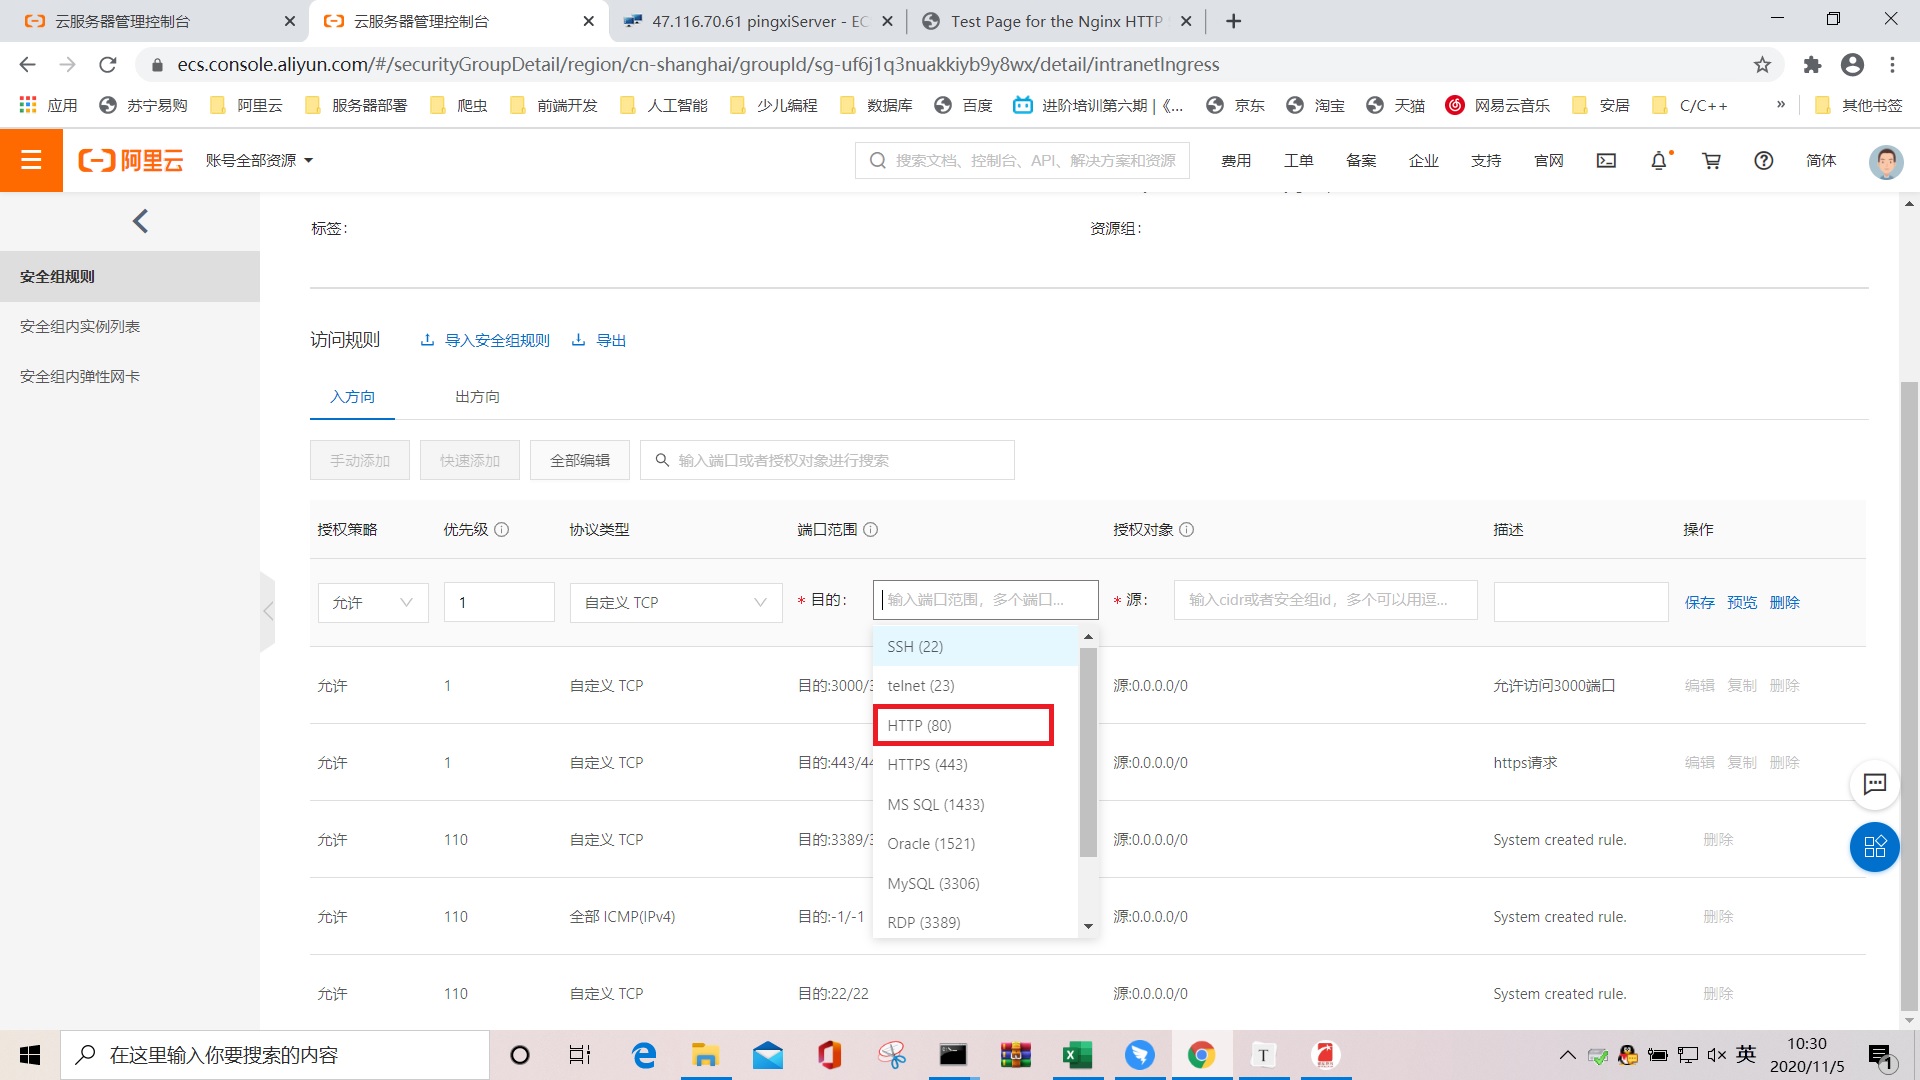 云服务器管理控制台
云服务器管理控制台
47.116.70.61 pingxiServer - EC
Test Page for the Nginx HTTP
ecs.console.aliyun.com/#/securityGroupDetail/region/cn-shanghai/groupId/sg-uf6j1q3nuakkiyb9y8wx/detail/intranetIngress
应用 苏宁易购 阿里云 服务器部署 爬虫 前端开发 人工智能 少儿编程 数据库 百度 进阶培训第六期 |《... 京东 淘宝 天猫 网易云音乐 安居 C/C++ » 其他书签
阿里云 账号全部资源 搜索文档、控制台、API、解决方案和资源 费用 工单 备案 企业 支持 官网 简体
标签： 资源组：
安全组规则
安全组内实例列表
安全组内弹性网卡
访问规则 导入安全组规则 导出
入方向 出方向
手动添加 快速添加 全部编辑 输入端口或者授权对象进行搜索
授权策略 优先级 协议类型 端口范围 授权对象 描述 操作
允许 1 自定义 TCP * 目的： 输入端口范围，多个端口... * 源： 输入cidr或者安全组id，多个可以用逗... 保存 预览 删除
SSH (22)
telnet (23)
HTTP (80)
HTTPS (443)
MS SQL (1433)
Oracle (1521)
MySQL (3306)
RDP (3389)
允许 1 自定义 TCP 目的:3000/3 源:0.0.0.0/0 允许访问3000端口 编辑 复制 删除
允许 1 自定义 TCP 目的:443/44 源:0.0.0.0/0 https请求 编辑 复制 删除
允许 110 自定义 TCP 目的:3389/3 源:0.0.0.0/0 System created rule. 删除
允许 110 全部 ICMP(IPv4) 目的:-1/-1 源:0.0.0.0/0 System created rule. 删除
允许 110 自定义 TCP 目的:22/22 源:0.0.0.0/0 System created rule. 删除
在这里输入你要搜索的内容
T
英
10:30
2020/11/5
1